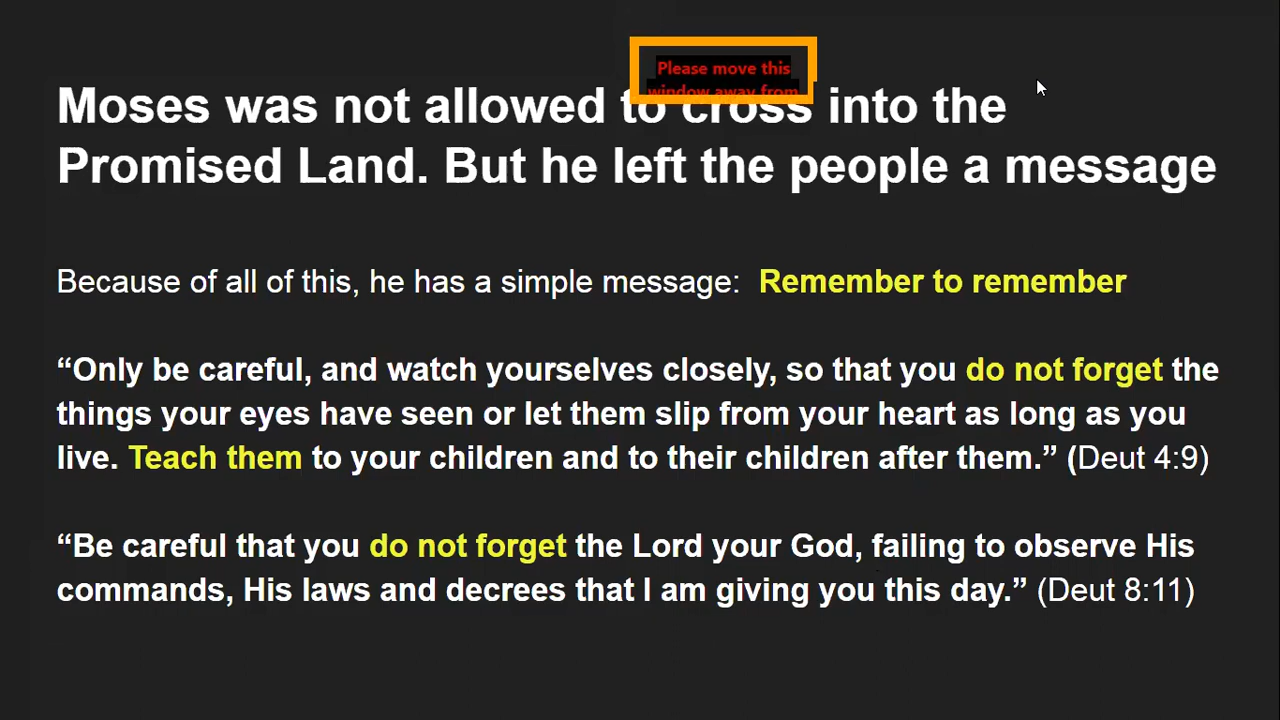 Please move this
window away from
Moses was not allowed to cross into the
Promised Land. But he left the people a message
Because of all of this, he has a simple message: Remember to remember
“Only be careful, and watch yourselves closely, so that you do not forget the
things your eyes have seen or let them slip from your heart as long as you
live. Teach them to your children and to their children after them.” (Deut 4:9)
“Be careful that you do not forget the Lord your God, failing to observe His
commands, His laws and decrees that I am giving you this day.” (Deut 8:11)